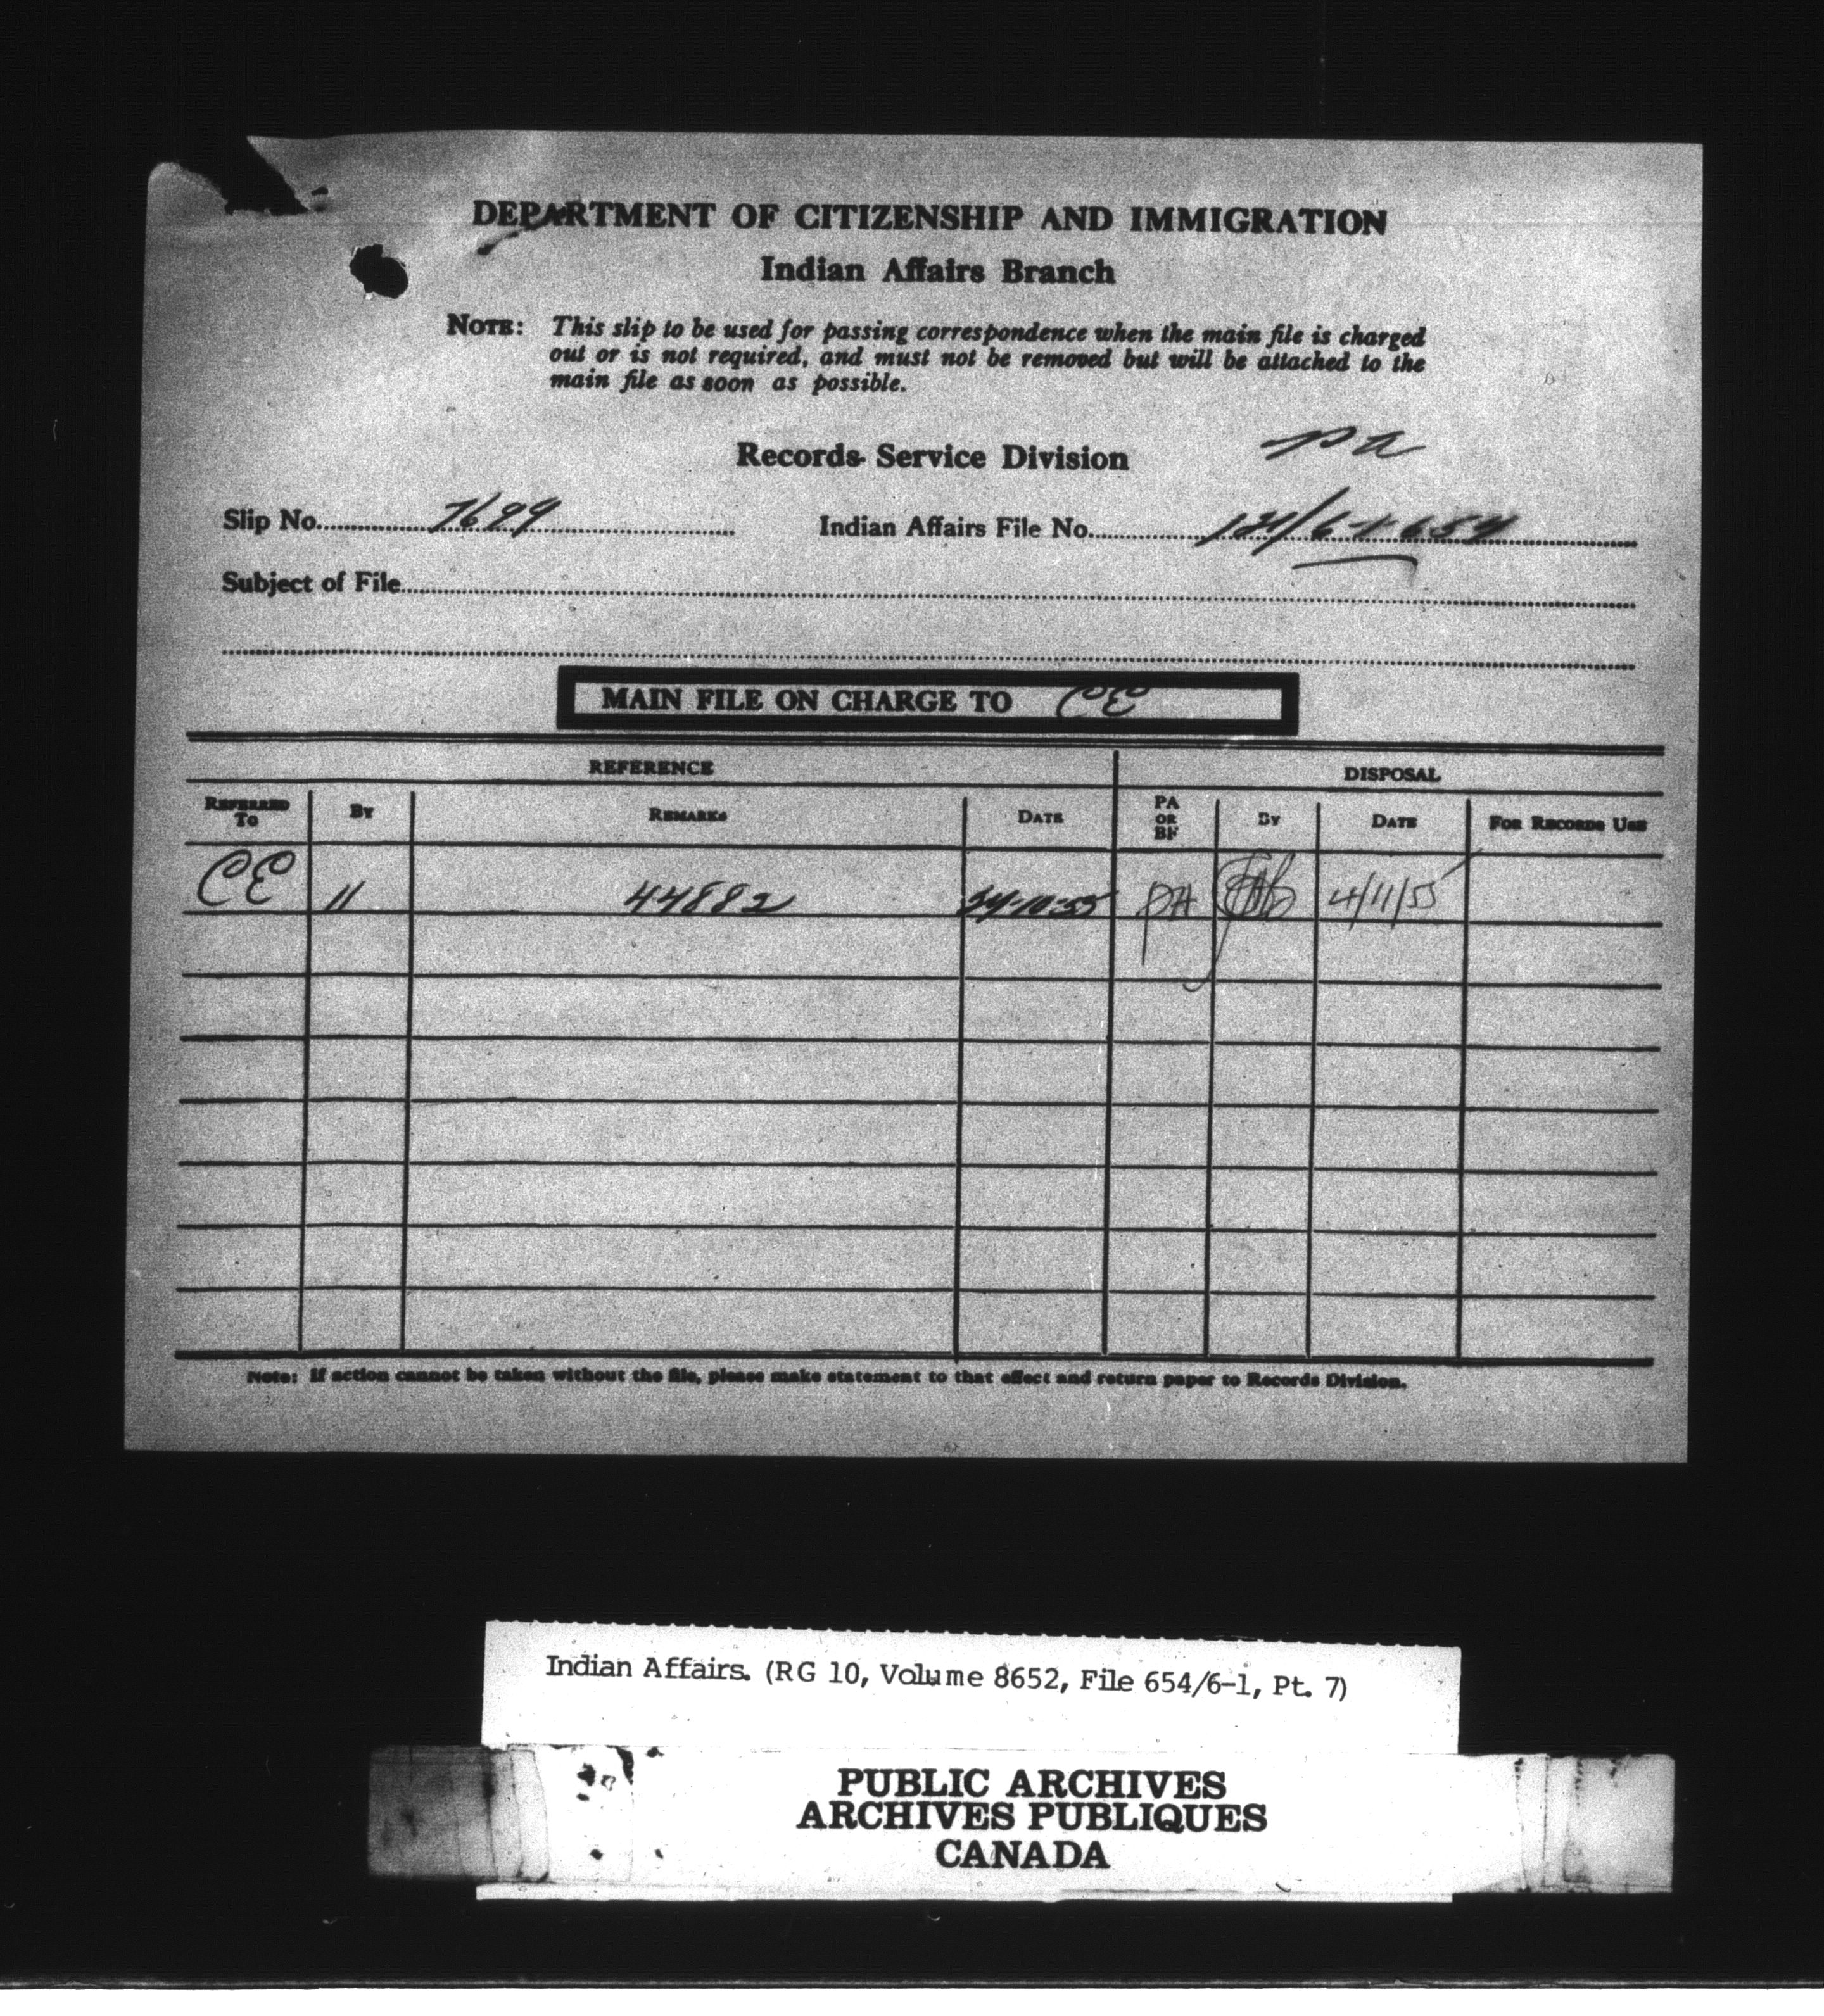 DEPARTMENT OF CITIZENSHIP AND IMMIGRATION
Indian Affairs Branch
NOTE: This slip to be used for passing correspondence when the main file is charged
out or is not required, and must not be removed but will be attached to the
main file as soon as possible.
Records Service Division
Slip No. 7699 Indian Affairs File No.
Subject of File
MAIN FILE ON CHARGE TO CE
REFERENCE DISPOSAL
REFERRED TO BY REMARKS DATE PA OR BF BY DATE FOR RECORDS USE
CE 11 44882 24-10-55 PA 4/11/55
Note: If action cannot be taken without the file, please make statement to that effect and return paper to Records Division.
Indian Affairs. (RG 10, Volume 8652, File 654/6-1, Pt. 7)
PUBLIC ARCHIVES
ARCHIVES PUBLIQUES
CANADA